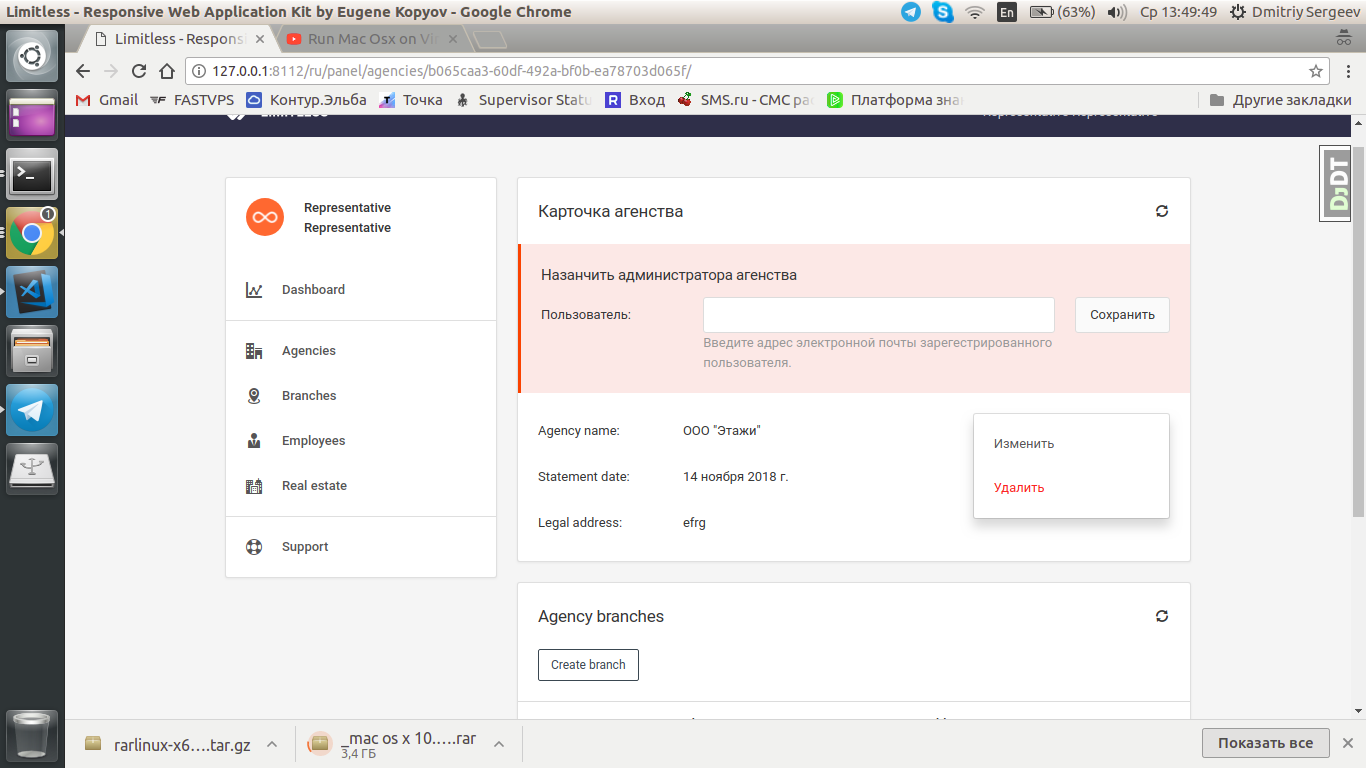 Limitless - Responsive Web Application Kit by Eugene Kopyov - Google Chrome
En (63%) Ср 13:49:49 Dmitriy Sergeev
Limitless - Respons
Run Mac Osx on Vi
127.0.0.1:8112/ru/panel/agencies/b065caa3-60df-492a-bf0b-ea78703d065f/
Gmail FASTVPS Контур.Эльба Точка Supervisor Statu Вход SMS.ru - СМС ра Платформа зна Другие закладки
LIMITLESS
Representative Representative
DJDT
Representative
Representative
Dashboard
Agencies
Branches
Employees
Real estate
Support
Карточка агенства
Назанчить администратора агенства
Пользователь:
Сохранить
Введите адрес электронной почты зарегестрированного
пользователя.
Agency name: ООО "Этажи"
Statement date: 14 ноября 2018 г.
Legal address: efrg
Изменить
Удалить
Agency branches
Create branch
rarlinux-x6....tar.gz
_mac os x 10.....rar
3,4 ГБ
Показать все